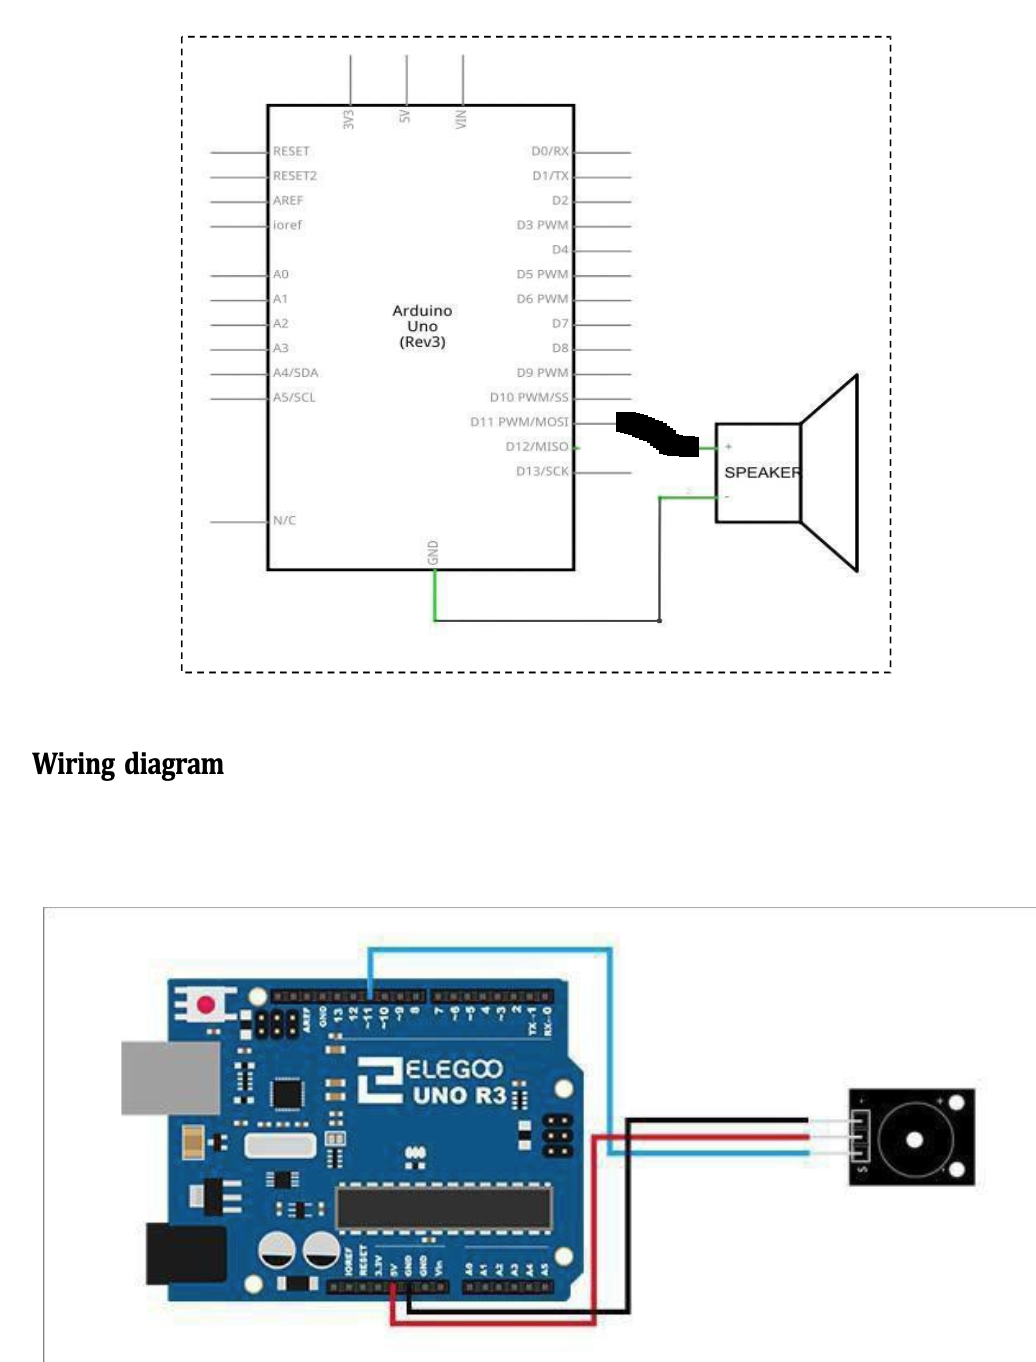 3V3
5V
VIN
RESET
D0/RX
RESET2
D1/TX
AREF
D2
ioref
D3 PWM
D4
A0
D5 PWM
A1
D6 PWM
Arduino
Uno
(Rev3)
A2
D7
A3
D8
A4/SDA
D9 PWM
A5/SCL
D10 PWM/SS
D11 PWM/MOSI
D12/MISO
+
D13/SCK
SPEAKER
-
N/C
GND
Wiring diagram
AREF
GND
13
12
~11
~10
~9
8
7
~6
~5
4
~3
2
TX→1
RX←0
ELEGOO
UNO R3
- +
S
IOREF
RESET
3.3V
5V
GND
GND
Vin
A0
A1
A2
A3
A4
A5